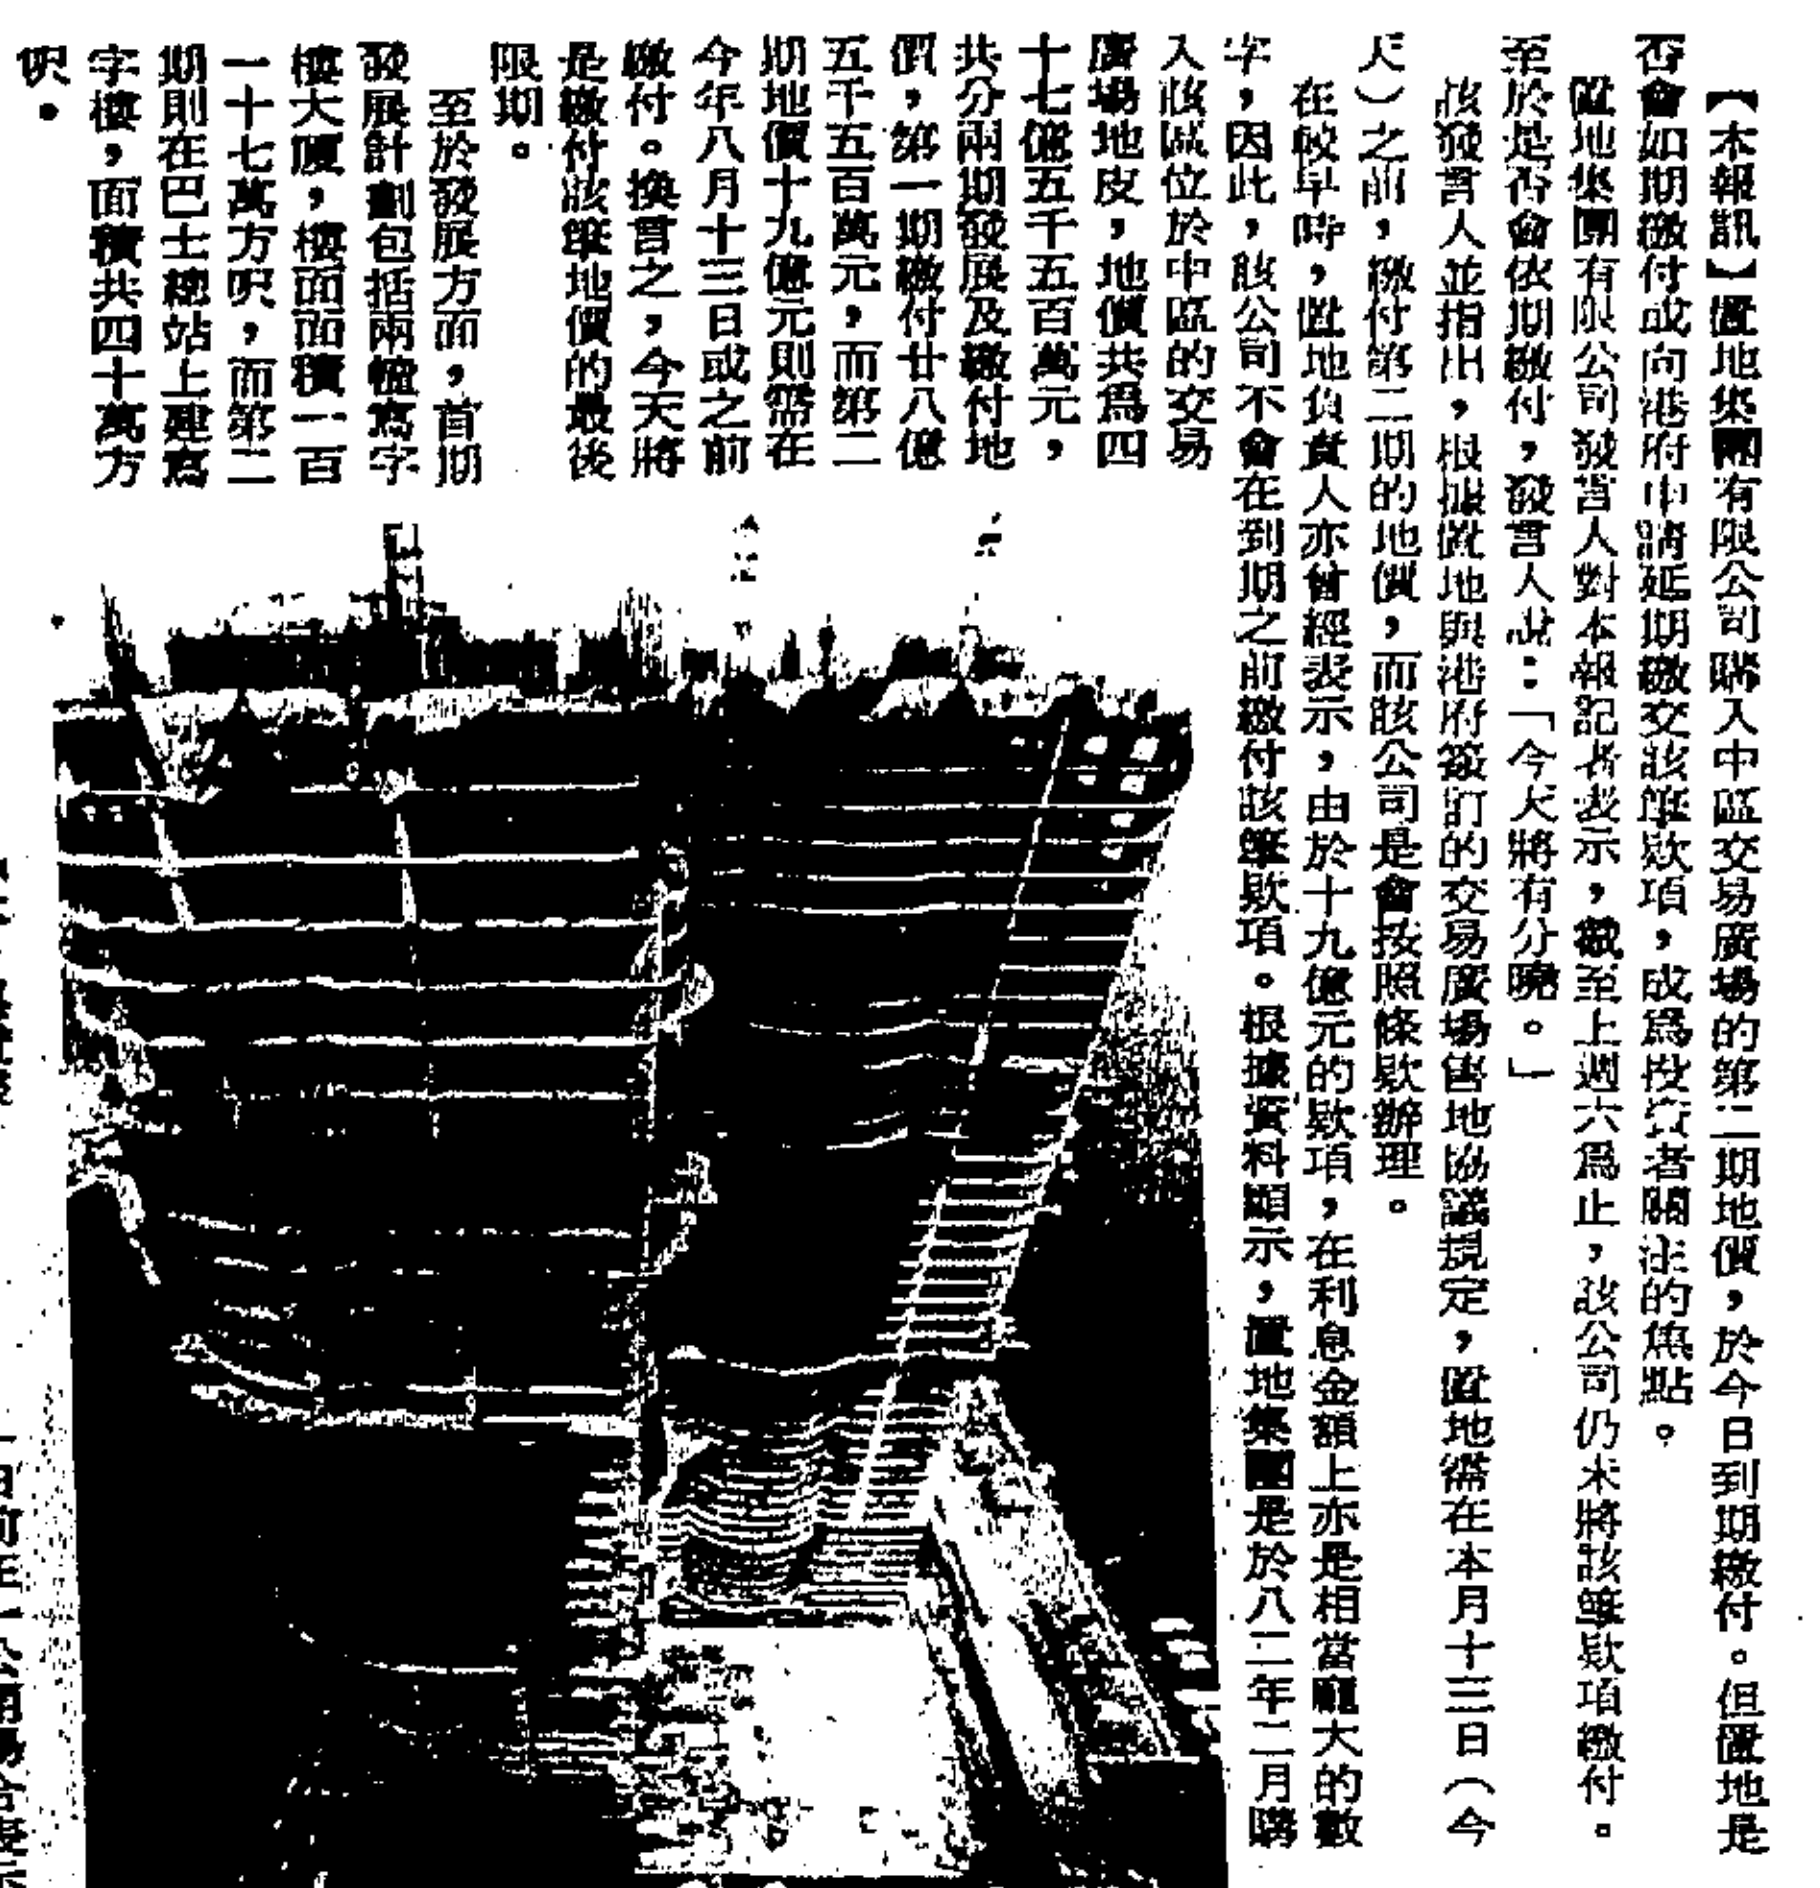 【本報訊】置地集團有限公司購入中區交易廣場的第二期地價，於今日到期繳付。但置地是
否會如期繳付或向港府申請延期繳交該筆欵項，成爲投資者關注的焦點。
置地集團有限公司發言人對本報記者表示，截至上週六爲止，該公司仍未將該筆欵項繳付。
至於是否會依期繳付，發言人說：「今天將有分曉。」
該發言人並指出，根據置地與港府簽訂的交易廣場售地協議規定，置地需在本月十三日（今
天）之前，繳付第二期的地價，而該公司是會按照條欵辦理。
在較早時，置地負責人亦曾經表示，由於十九億元的欵項，在利息金額上亦是相當龐大的數
字，因此，該公司不會在到期之前繳付該筆欵項。根據資料顯示，置地集團是於八二年二月購
入該區位於中區的交易
廣場地皮，地價共爲四
十七億五千五百萬元，
共分兩期發展及繳付地
價，第一期繳付廿八億
五千五百萬元，而第二
期地價十九億元則需在
今年八月十三日或之前
繳付。換言之，今天將
是繳付該筆地價的最後
限期。
至於發展方面，首期
發展計劃包括兩幢寫字
樓大廈，樓面面積一百
一十七萬方呎，而第二
期則在巴士總站上建寫
字樓，面積共四十萬方
呎。